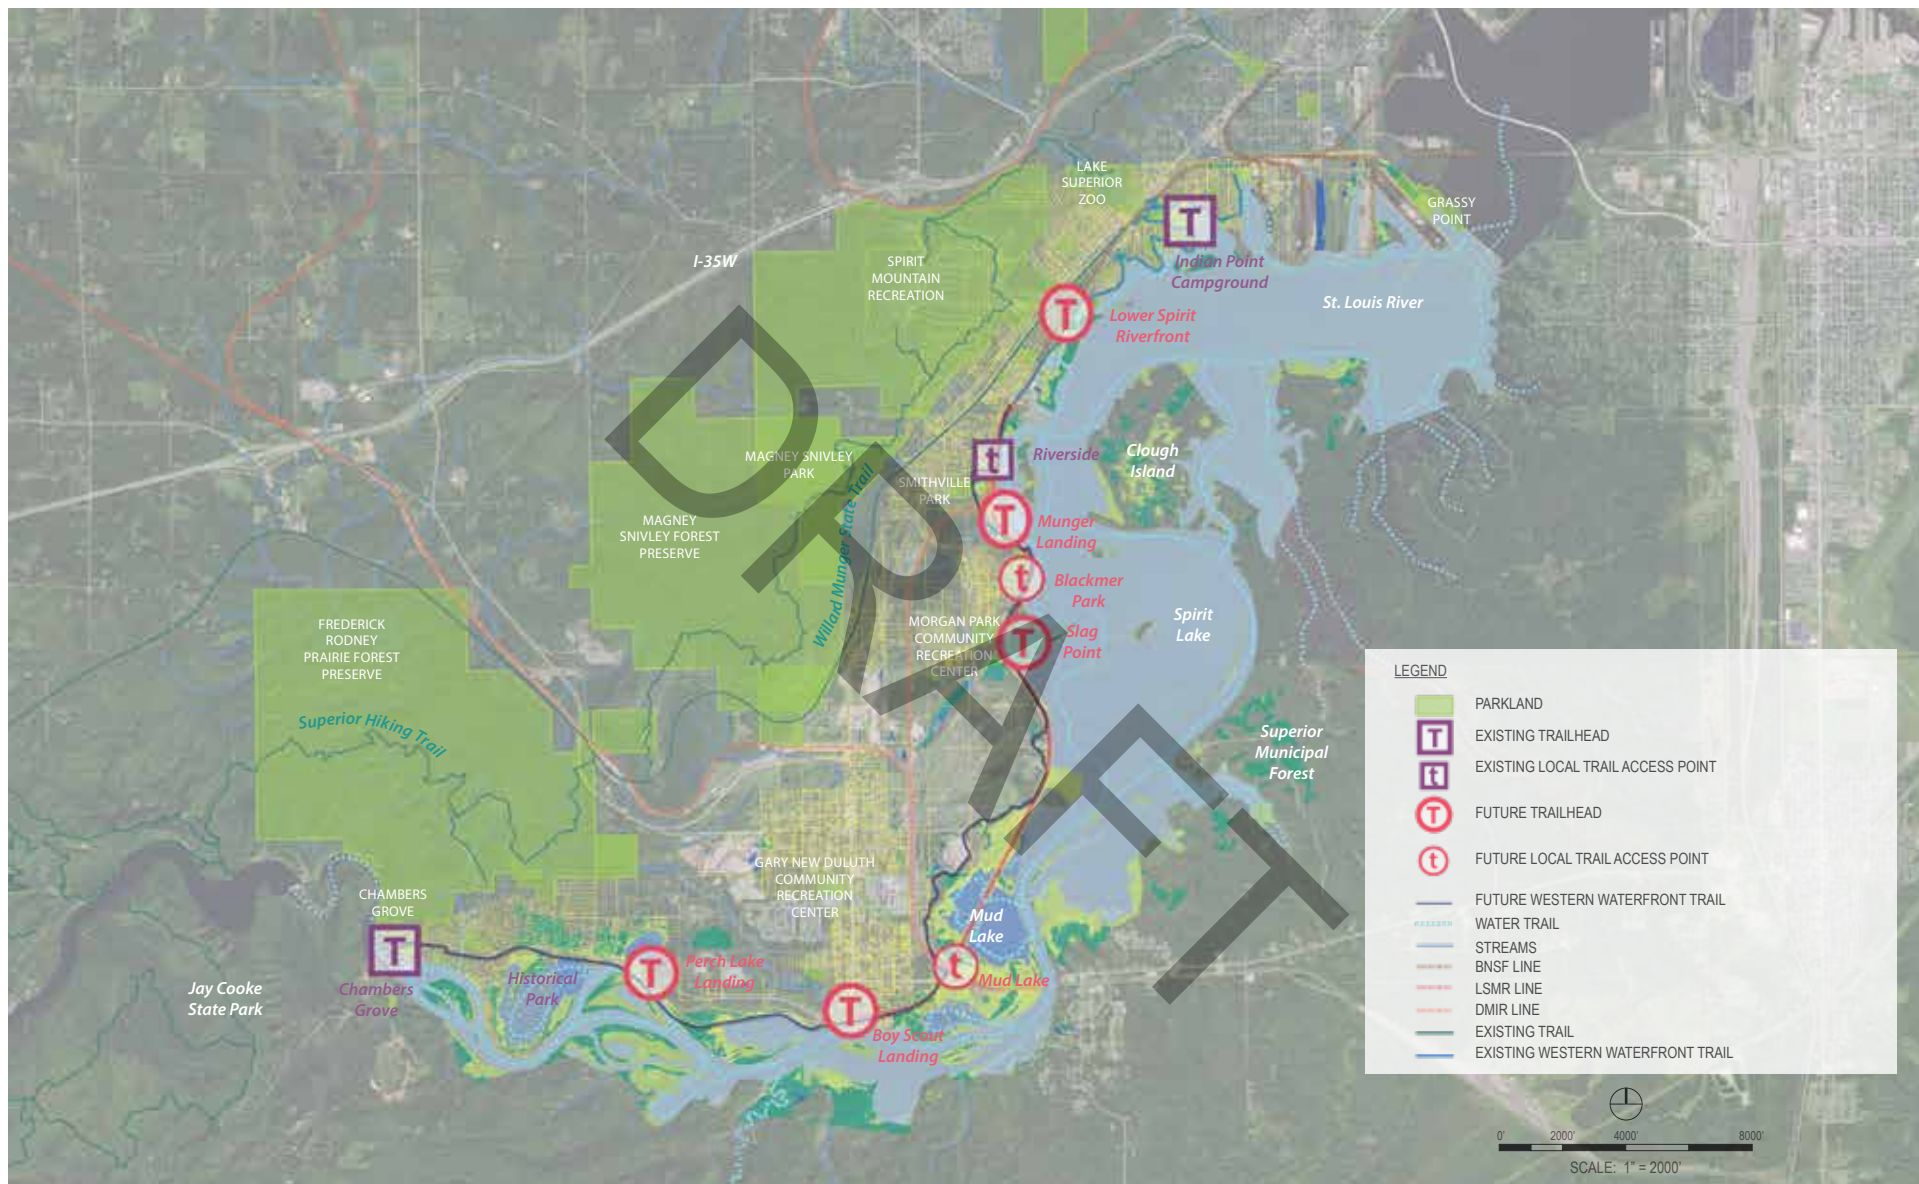 LAKE
SUPERIOR
ZOO
GRASSY
POINT
T
Indian Point
Campground
I-35W
SPIRIT
MOUNTAIN
RECREATION
St. Louis River
T
Lower Spirit
Riverfront
MAGNEY SNIVLEY
PARK
t
Riverside
Clough
Island
SMITHVILLE
PARK
Willard Munger State Trail
MAGNEY
SNIVLEY FOREST
PRESERVE
T
Munger
Landing
t
Blackmer
Park
MORGAN PARK
COMMUNITY
RECREATION
CENTER
T
Slag
Point
Spirit
Lake
FREDERICK
RODNEY
PRAIRIE FOREST
PRESERVE
Superior Hiking Trail
Superior
Municipal
Forest
GARY NEW DULUTH
COMMUNITY
RECREATION
CENTER
CHAMBERS
GROVE
T
Chambers
Grove
Jay Cooke
State Park
Historical
Park
T
Perch Lake
Landing
T
Boy Scout
Landing
Mud
Lake
t
Mud Lake
DRAFT
LEGEND
PARKLAND
T EXISTING TRAILHEAD
t EXISTING LOCAL TRAIL ACCESS POINT
T FUTURE TRAILHEAD
t FUTURE LOCAL TRAIL ACCESS POINT
FUTURE WESTERN WATERFRONT TRAIL
WATER TRAIL
STREAMS
BNSF LINE
LSMR LINE
DMIR LINE
EXISTING TRAIL
EXISTING WESTERN WATERFRONT TRAIL
0' 2000' 4000' 8000'
SCALE: 1" = 2000'